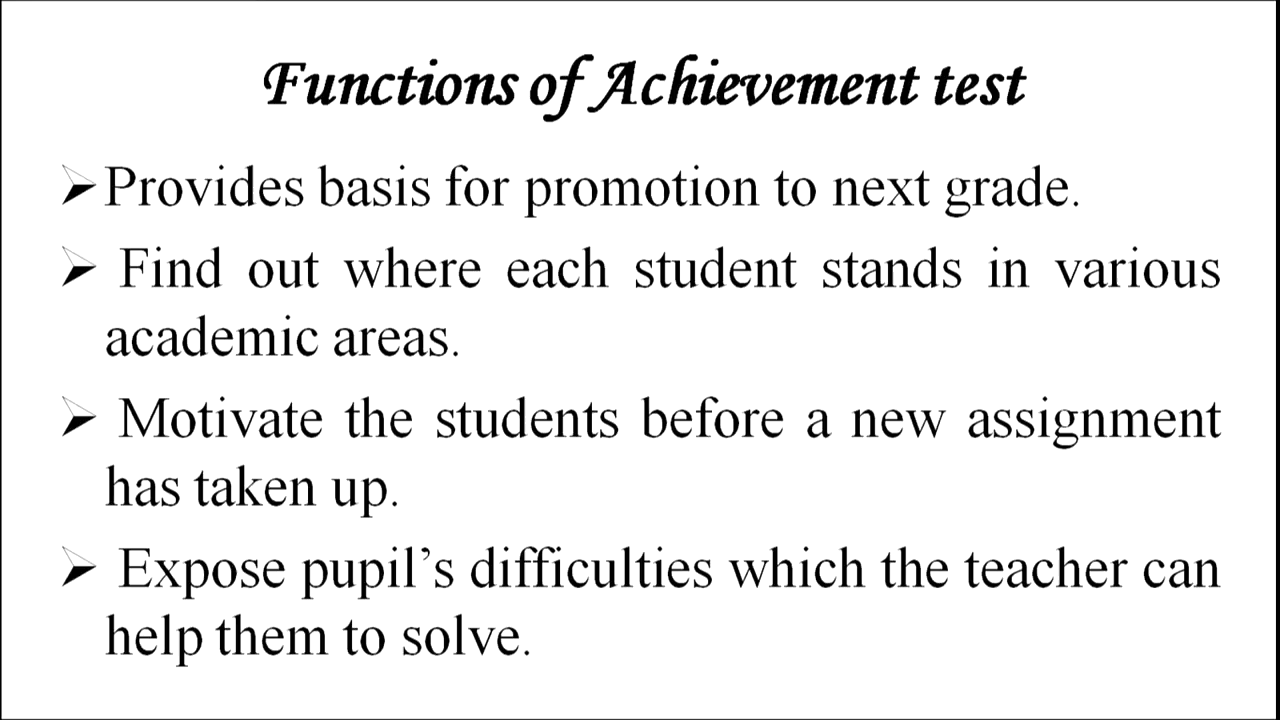 Functions of Achievement test
➢Provides basis for promotion to next grade.
➢ Find out where each student stands in various
academic areas.
➢ Motivate the students before a new assignment
has taken up.
➢ Expose pupil’s difficulties which the teacher can
help them to solve.